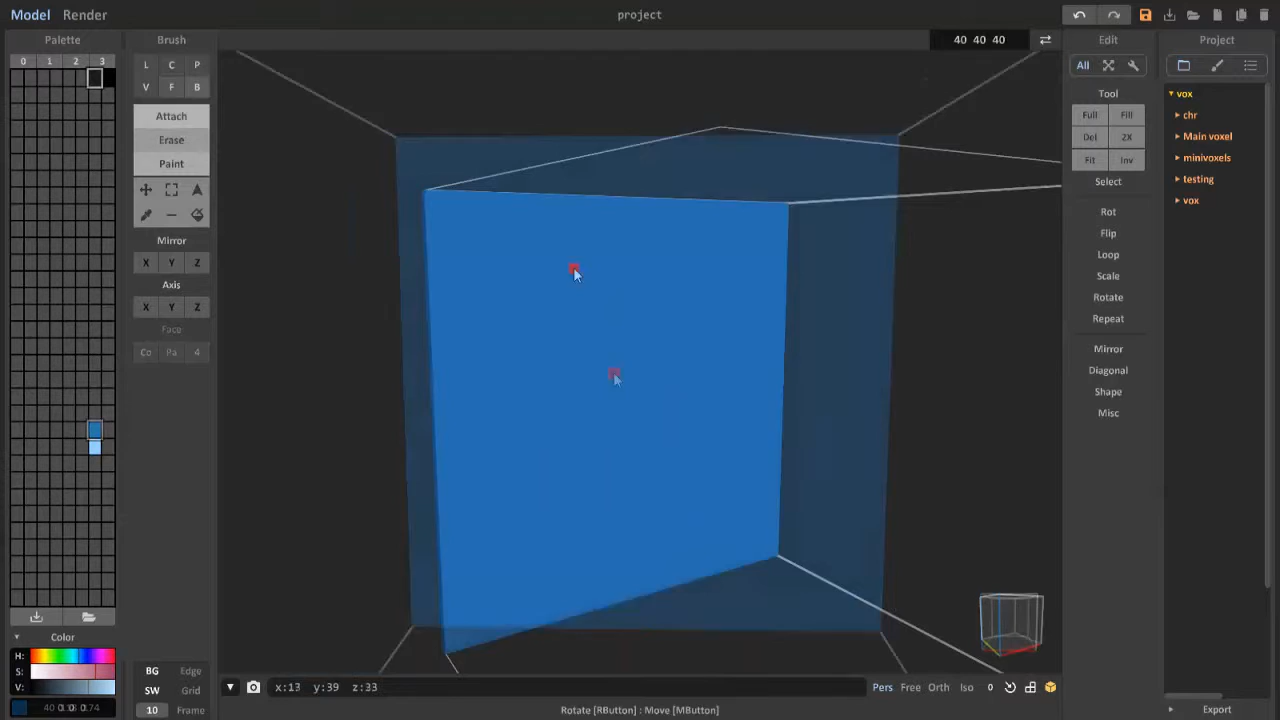 Model Render
project
Palette
0 1 2 3
Color
H:
S:
V:
Brush
L C P
V F B
Attach
Erase
Paint
Mirror
X Y Z
Axis
X Y Z
Face
Co Pa 4
BG Edge
SW Grid
10 Frame
40 40 40
x:13 y:39 z:33
Pers Free Orth Iso 0
Rotate [RButton] : Move [MButton]
Edit
All
Tool
Full Fill
Del 2X
Fit Inv
Select
Rot
Flip
Loop
Scale
Rotate
Repeat
Mirror
Diagonal
Shape
Misc
Project
vox
chr
Main voxel
minivoxels
testing
vox
Export